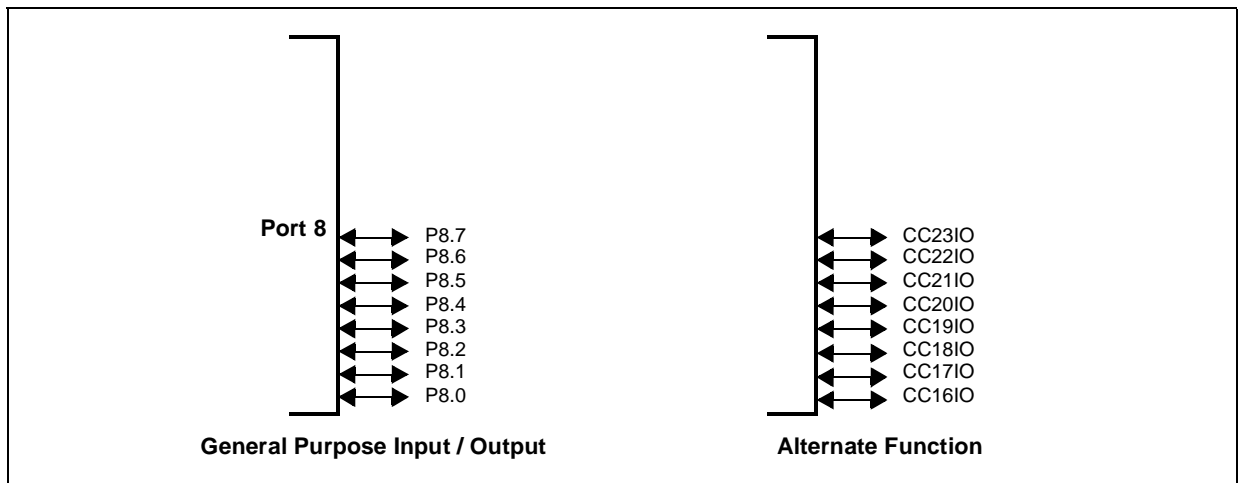 Port 8
P8.7
P8.6
P8.5
P8.4
P8.3
P8.2
P8.1
P8.0
General Purpose Input / Output
CC23IO
CC22IO
CC21IO
CC20IO
CC19IO
CC18IO
CC17IO
CC16IO
Alternate Function